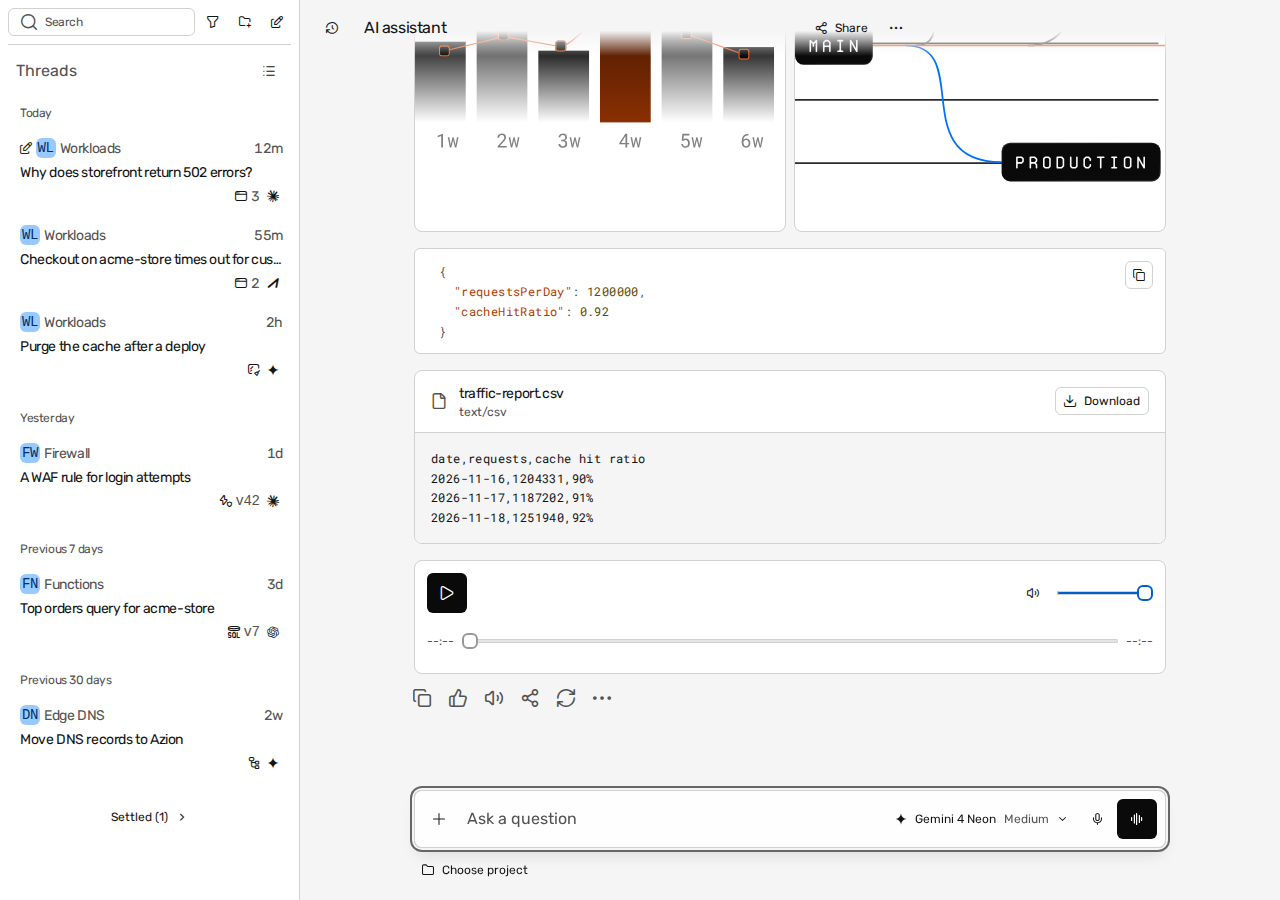 Search
AI assistant
Share
Threads
Today
WL Workloads 12m
Why does storefront return 502 errors?
3
WL Workloads 55m
Checkout on acme-store times out for cus...
2
WL Workloads 2h
Purge the cache after a deploy
Yesterday
FW Firewall 1d
A WAF rule for login attempts
v42
Previous 7 days
FN Functions 3d
Top orders query for acme-store
v7
Previous 30 days
DN Edge DNS 2w
Move DNS records to Azion
Settled (1)
1W 2W 3W 4W 5W 6W
MAIN
PRODUCTION
{
"requestsPerDay": 1200000,
"cacheHitRatio": 0.92
}
traffic-report.csv
text/csv
Download
date,requests,cache hit ratio
2026-11-16,1204331,90%
2026-11-17,1187202,91%
2026-11-18,1251940,92%
--:-- --:--
Ask a question
Gemini 4 Neon Medium
Choose project